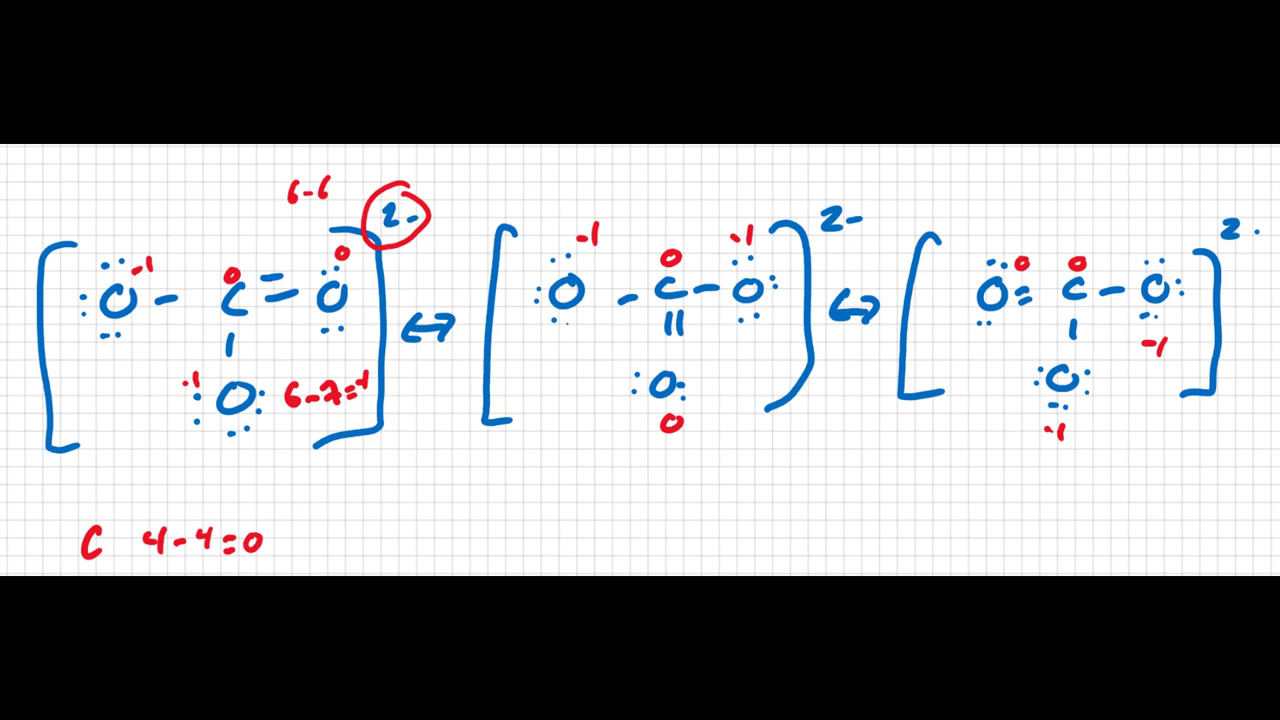 6-6
2-
2-
2-
-1 0 0
O - C = O ↔ O - C - O ↔ O = C - O
-1 0 -1
0 0 -1
| || |
-1 O 6-7=-1
O
0
O
-1
C 4-4=0